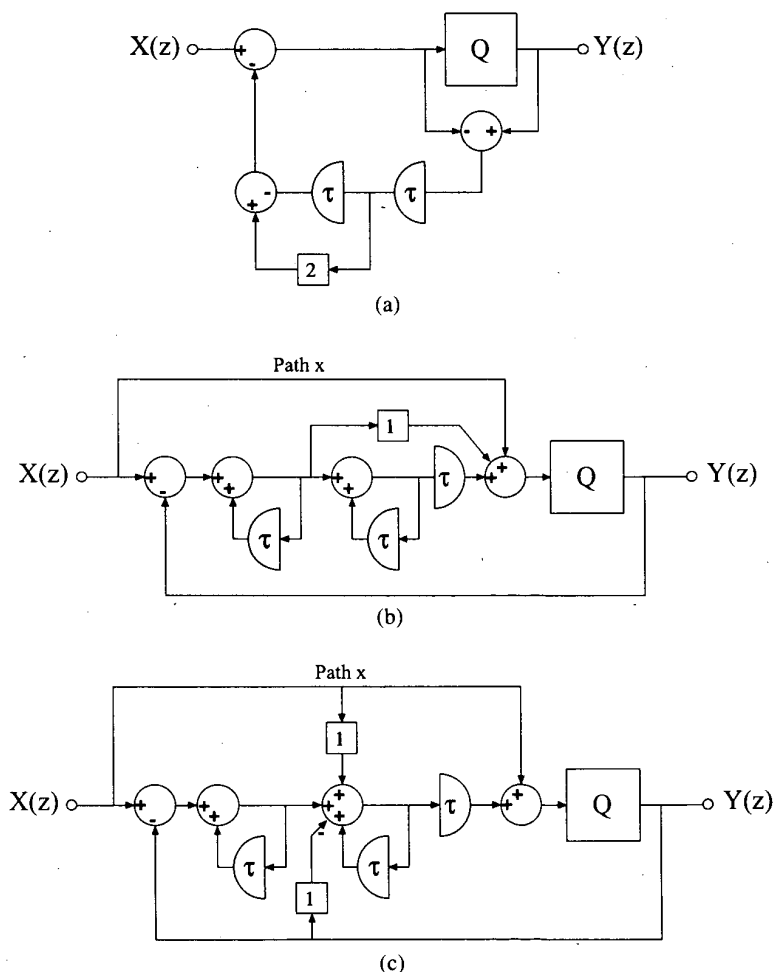 X(z) + - Q Y(z)
- +
+ - τ τ
2
(a)
Path x
1
X(z) + - + + + + τ + + Q Y(z)
τ τ
(b)
Path x
1
X(z) + - + + + + + - τ + + Q Y(z)
τ τ
1
(c)